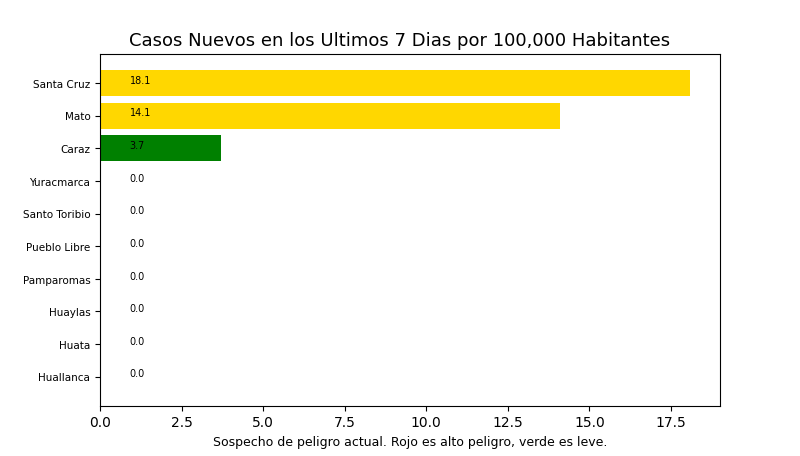 Casos Nuevos en los Ultimos 7 Dias por 100,000 Habitantes
Santa Cruz 18.1
Mato 14.1
Caraz 3.7
Yuracmarca 0.0
Santo Toribio 0.0
Pueblo Libre 0.0
Pamparomas 0.0
Huaylas 0.0
Huata 0.0
Huallanca 0.0
0.0 2.5 5.0 7.5 10.0 12.5 15.0 17.5
Sospecho de peligro actual. Rojo es alto peligro, verde es leve.